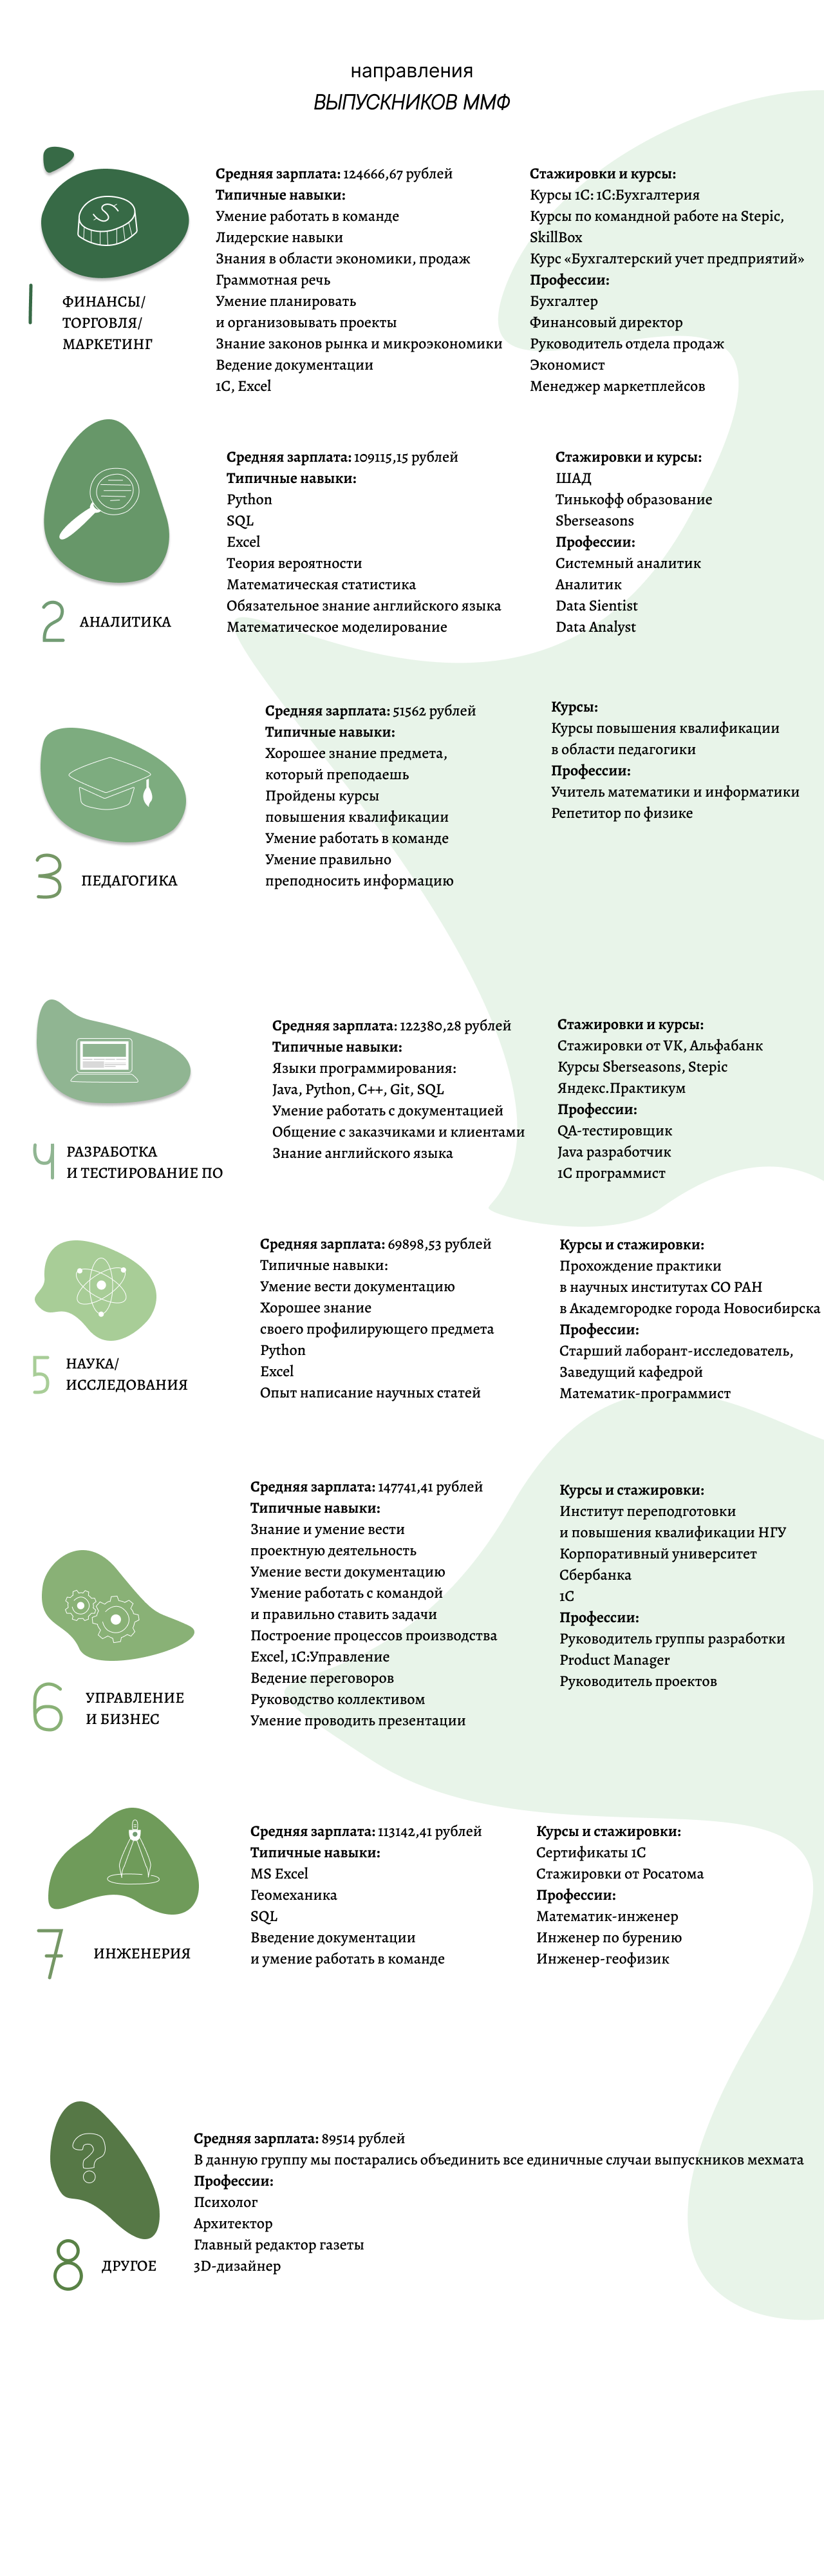 направления
ВЫПУСКНИКОВ ММФ
1
ФИНАНСЫ/
ТОРГОВЛЯ/
МАРКЕТИНГ
Средняя зарплата: 124666,67 рублей
Типичные навыки:
Умение работать в команде
Лидерские навыки
Знания в области экономики, продаж
Граммотная речь
Умение планировать
и организовывать проекты
Знание законов рынка и микроэкономики
Ведение документации
1С, Excel
Стажировки и курсы:
Курсы 1С: 1С:Бухгалтерия
Курсы по командной работе на Stepic,
SkillBox
Курс «Бухгалтерский учет предприятий»
Профессии:
Бухгалтер
Финансовый директор
Руководитель отдела продаж
Экономист
Менеджер маркетплейсов
2
АНАЛИТИКА
Средняя зарплата: 109115,15 рублей
Типичные навыки:
Python
SQL
Excel
Теория вероятности
Математическая статистика
Обязательное знание английского языка
Математическое моделирование
Стажировки и курсы:
ШАД
Тинькофф образование
Sberseasons
Профессии:
Системный аналитик
Аналитик
Data Sientist
Data Analyst
3
ПЕДАГОГИКА
Средняя зарплата: 51562 рублей
Типичные навыки:
Хорошее знание предмета,
который преподаешь
Пройдены курсы
повышения квалификации
Умение работать в команде
Умение правильно
преподносить информацию
Курсы:
Курсы повышения квалификации
в области педагогики
Профессии:
Учитель математики и информатики
Репетитор по физике
4
РАЗРАБОТКА
И ТЕСТИРОВАНИЕ ПО
Средняя зарплата: 122380,28 рублей
Типичные навыки:
Языки программирования:
Java, Python, C++, Git, SQL
Умение работать с документацией
Общение с заказчиками и клиентами
Знание английского языка
Стажировки и курсы:
Стажировки от VK, Альфабанк
Курсы Sberseasons, Stepic
Яндекс.Практикум
Профессии:
QA-тестировщик
Java разработчик
1С программист
5
НАУКА/
ИССЛЕДОВАНИЯ
Средняя зарплата: 69898,53 рублей
Типичные навыки:
Умение вести документацию
Хорошее знание
своего профилирующего предмета
Python
Excel
Опыт написание научных статей
Курсы и стажировки:
Прохождение практики
в научных институтах СО РАН
в Академгородке города Новосибирска
Профессии:
Старший лаборант-исследователь,
Заведущий кафедрой
Математик-программист
6
УПРАВЛЕНИЕ
И БИЗНЕС
Средняя зарплата: 147741,41 рублей
Типичные навыки:
Знание и умение вести
проектную деятельность
Умение вести документацию
Умение работать с командой
и правильно ставить задачи
Построение процессов производства
Excel, 1С:Управление
Ведение переговоров
Руководство коллективом
Умение проводить презентации
Курсы и стажировки:
Институт переподготовки
и повышения квалификации НГУ
Корпоративный университет
Сбербанка
1С
Профессии:
Руководитель группы разработки
Product Manager
Руководитель проектов
7
ИНЖЕНЕРИЯ
Средняя зарплата: 113142,41 рублей
Типичные навыки:
MS Excel
Геомеханика
SQL
Введение документации
и умение работать в команде
Курсы и стажировки:
Сертификаты 1С
Стажировки от Росатома
Профессии:
Математик-инженер
Инженер по бурению
Инженер-геофизик
8
ДРУГОЕ
Средняя зарплата: 89514 рублей
В данную группу мы постарались объединить все единичные случаи выпускников мехмата
Профессии:
Психолог
Архитектор
Главный редактор газеты
3D-дизайнер